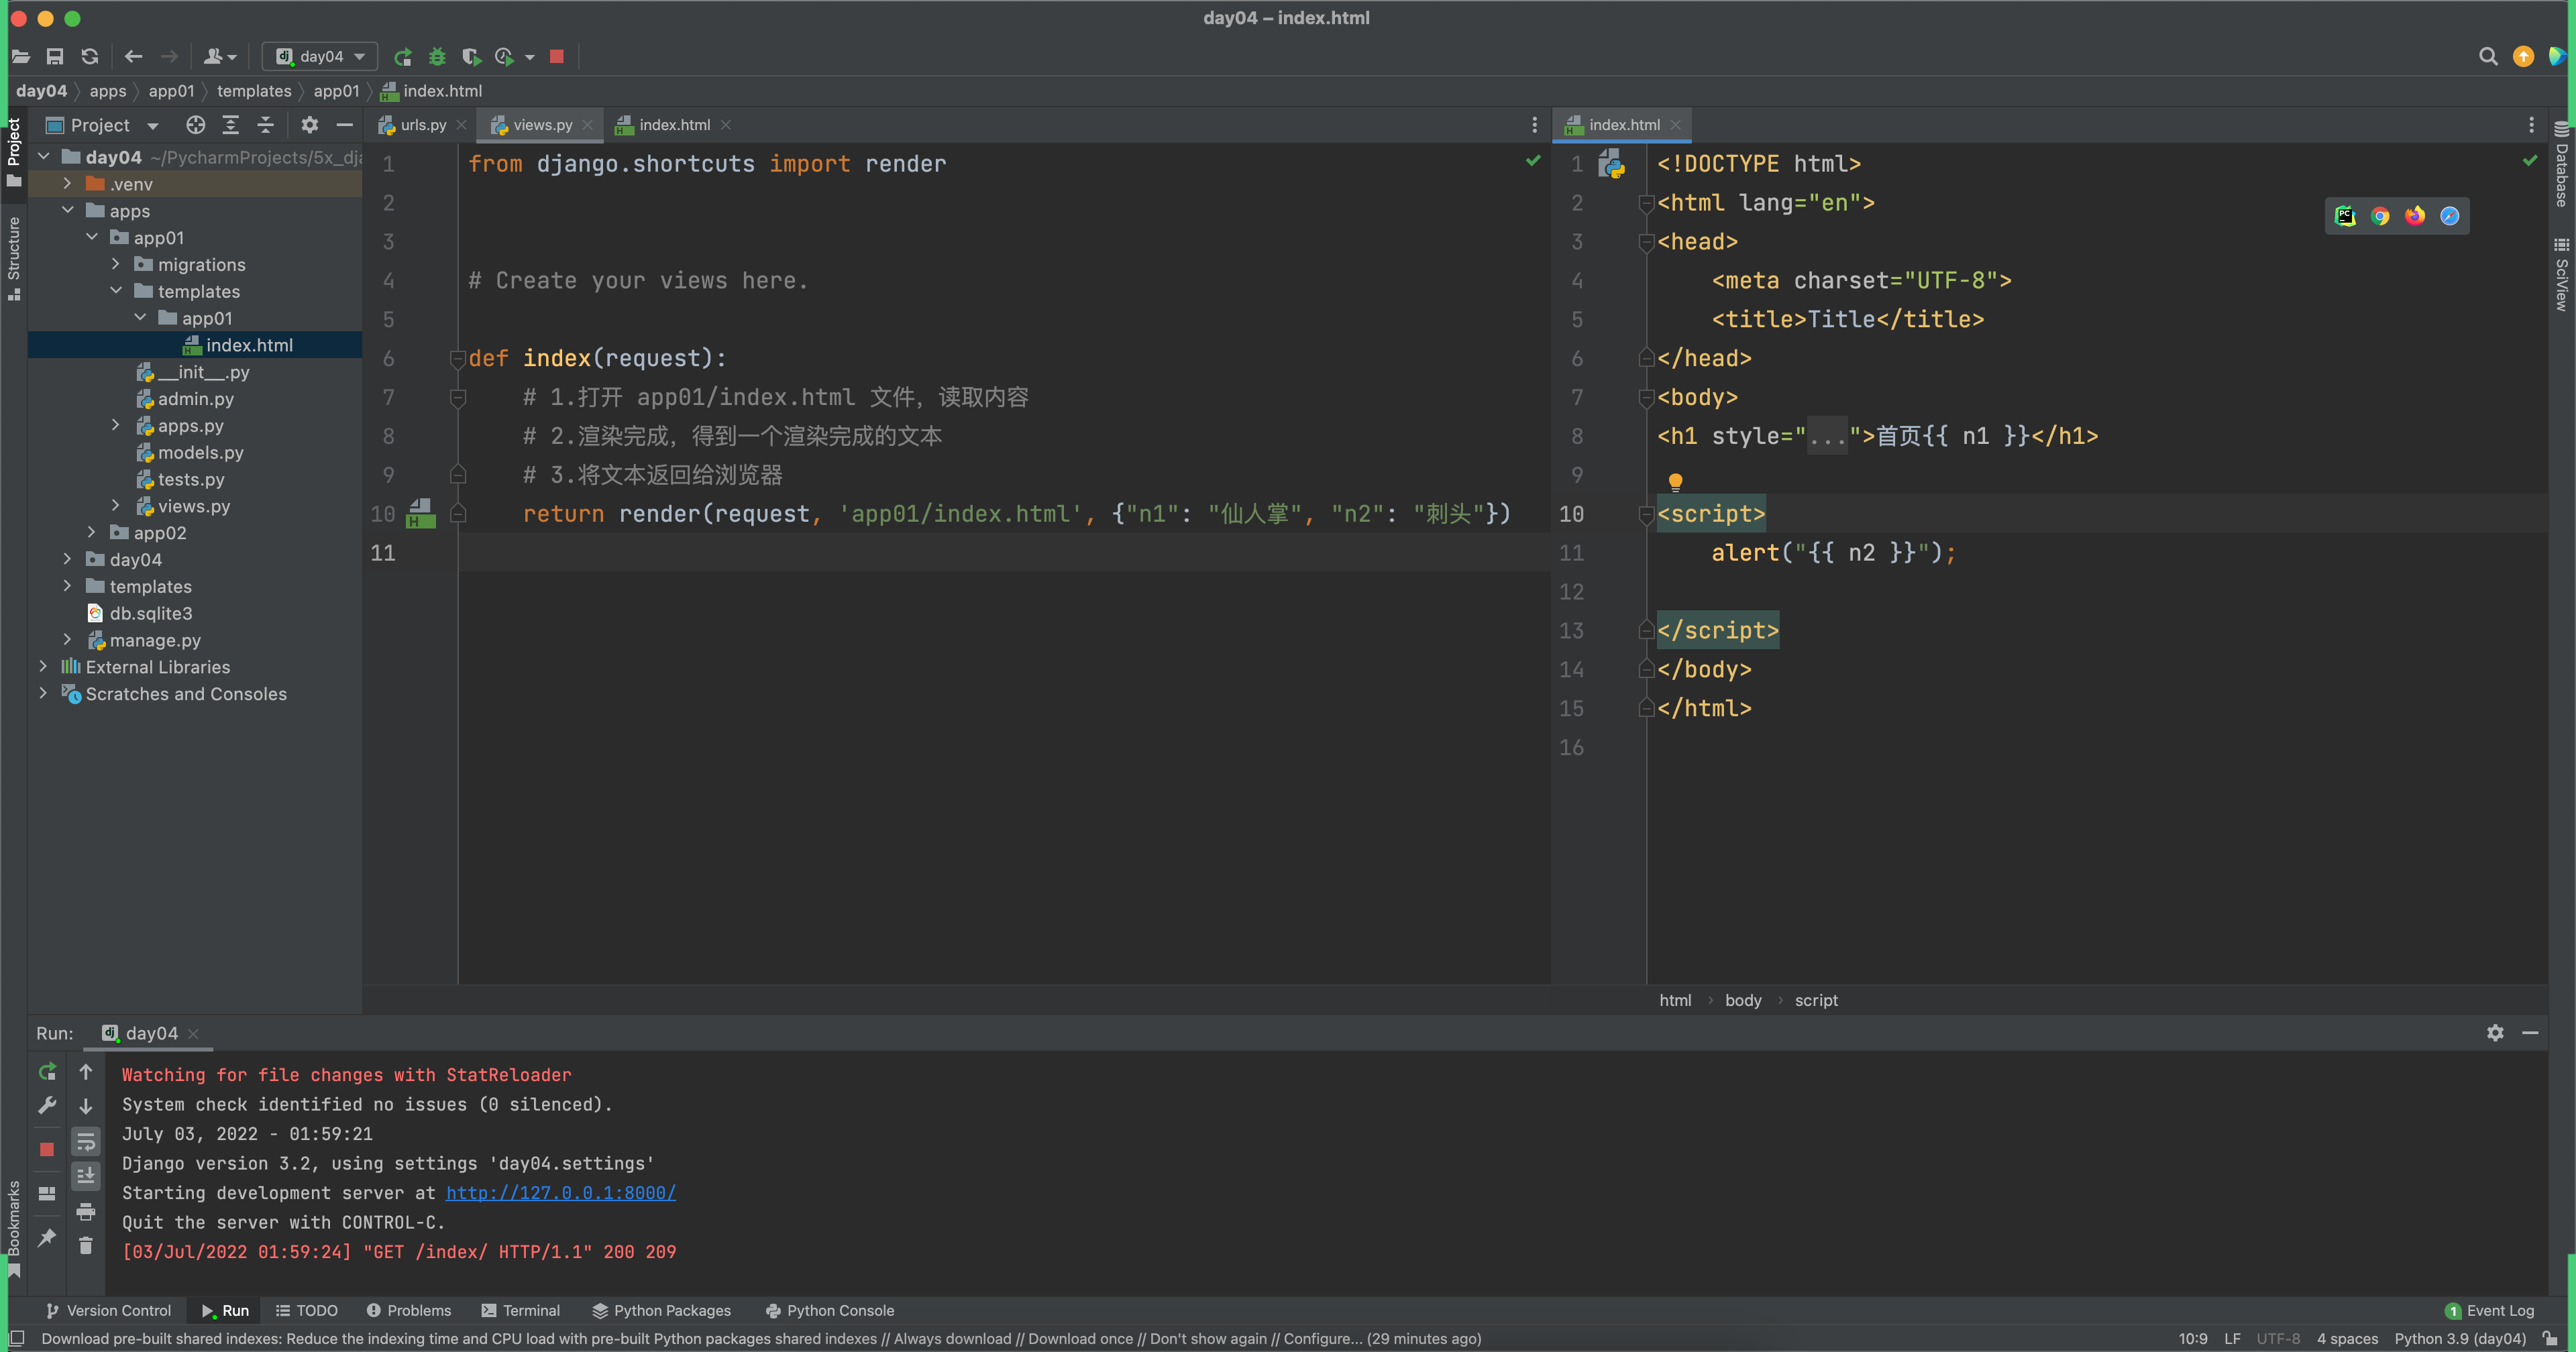 day04 – index.html
day04
day04 apps app01 templates app01 index.html
Project
Structure
Bookmarks
Project
day04 ~/PycharmProjects/5x_dja
.venv
apps
app01
migrations
templates
app01
index.html
__init__.py
admin.py
apps.py
models.py
tests.py
views.py
app02
day04
templates
db.sqlite3
manage.py
External Libraries
Scratches and Consoles
urls.py views.py index.html
1 from django.shortcuts import render
2
3
4 # Create your views here.
5
6 def index(request):
7 # 1.打开 app01/index.html 文件，读取内容
8 # 2.渲染完成，得到一个渲染完成的文本
9 # 3.将文本返回给浏览器
10 return render(request, 'app01/index.html', {"n1": "仙人掌", "n2": "刺头"})
11
index.html
1 <!DOCTYPE html>
2 <html lang="en">
3 <head>
4 <meta charset="UTF-8">
5 <title>Title</title>
6 </head>
7 <body>
8 <h1 style="...">首页{{ n1 }}</h1>
9
10 <script>
11 alert("{{ n2 }}");
12
13 </script>
14 </body>
15 </html>
16
html body script
Database
SciView
Run: day04
Watching for file changes with StatReloader
System check identified no issues (0 silenced).
July 03, 2022 - 01:59:21
Django version 3.2, using settings 'day04.settings'
Starting development server at http://127.0.0.1:8000/
Quit the server with CONTROL-C.
[03/Jul/2022 01:59:24] "GET /index/ HTTP/1.1" 200 209
Version Control Run TODO Problems Terminal Python Packages Python Console 1 Event Log
Download pre-built shared indexes: Reduce the indexing time and CPU load with pre-built Python packages shared indexes // Always download // Download once // Don't show again // Configure... (29 minutes ago) 10:9 LF UTF-8 4 spaces Python 3.9 (day04)